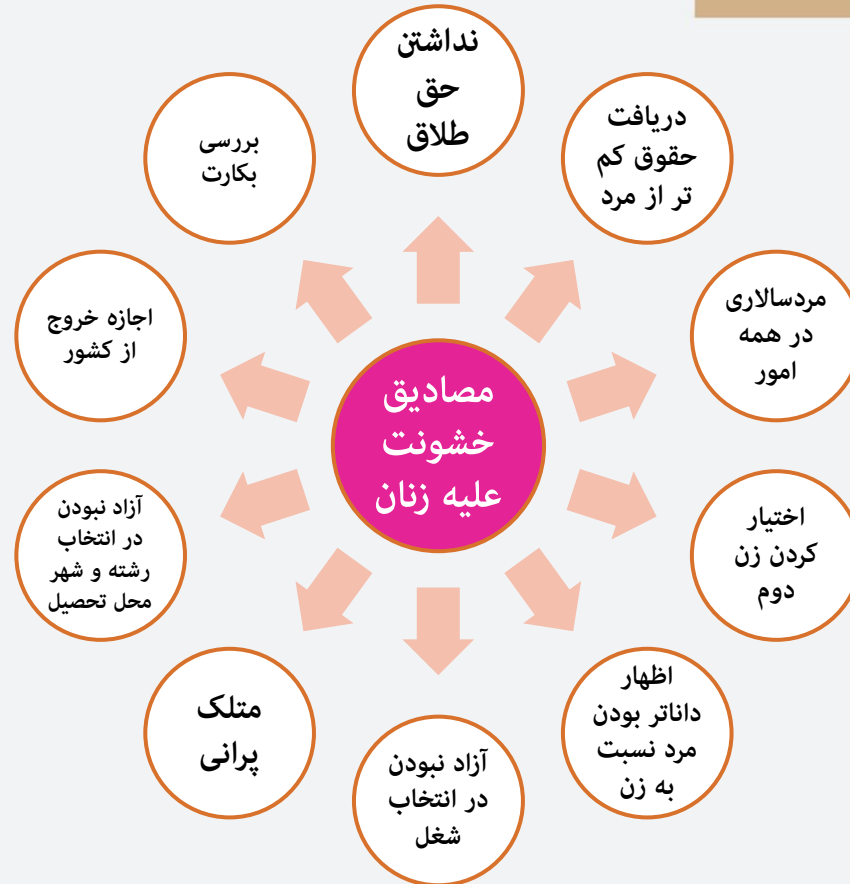 مصادیق
خشونت
علیه زنان
نداشتن
حق
طلاق
دریافت
حقوق کم
تر از مرد
مردسالاری
در همه
امور
اختیار
کردن زن
دوم
اظهار
داناتر بودن
مرد نسبت
به زن
آزاد نبودن
در انتخاب
شغل
متلک
پرانی
آزاد نبودن
در انتخاب
رشته و شهر
محل تحصیل
اجازه خروج
از کشور
بررسی
بکارت